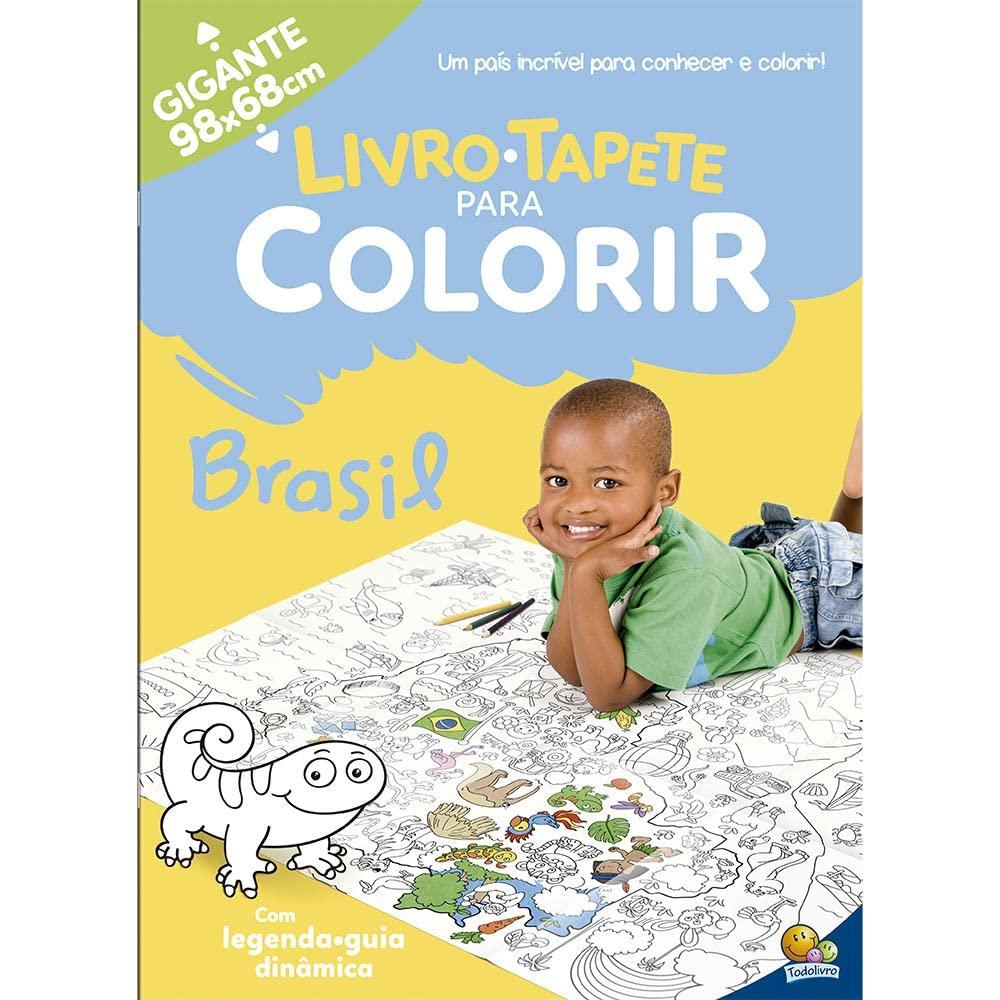 GIGANTE
98x68cm
Um país incrível para conhecer e colorir!
LIVRO•TAPETE
PARA
COLORIR
Brasil
Com
legenda•guia
dinâmica
Todolivro